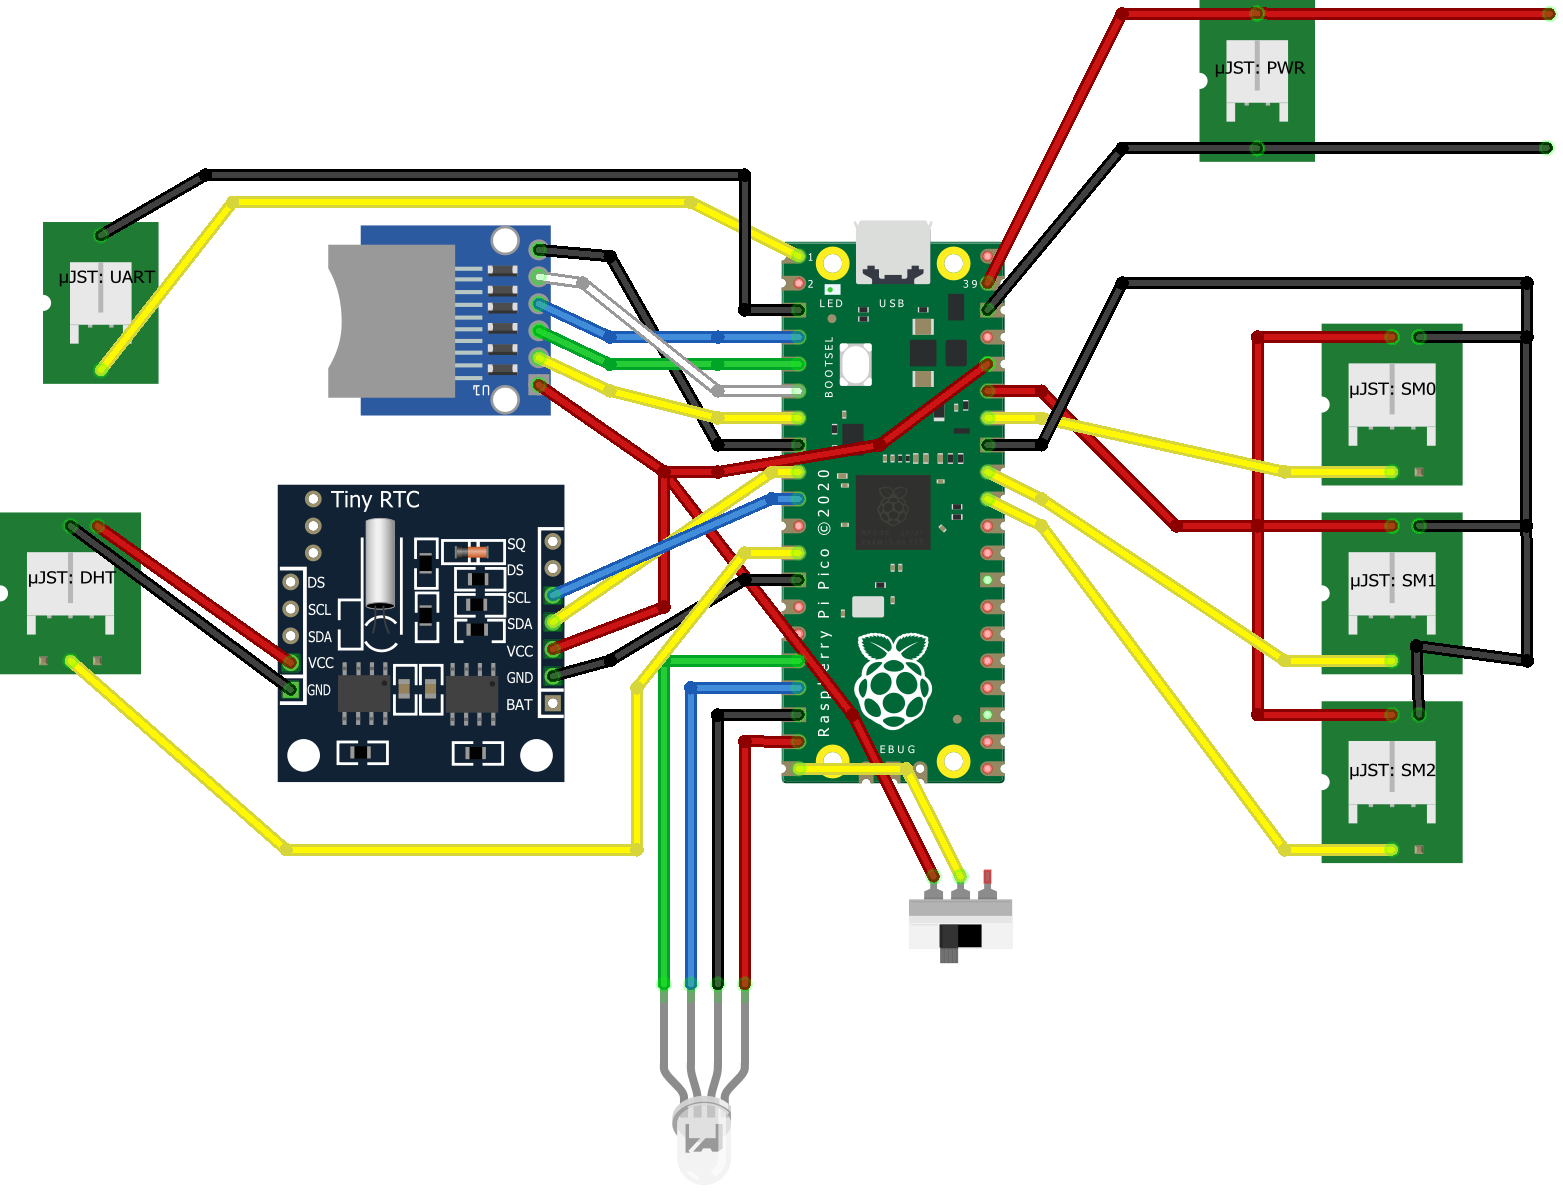 µJST: PWR
µJST: UART
1
2
39
LED
USB
BOOTSEL
U1
µJST: SM0
Tiny RTC
SQ
DS
SCL
SDA
VCC
GND
BAT
DS
SCL
SDA
VCC
GND
µJST: DHT
Raspberry Pi Pico ©2020
µJST: SM1
EBUG
µJST: SM2